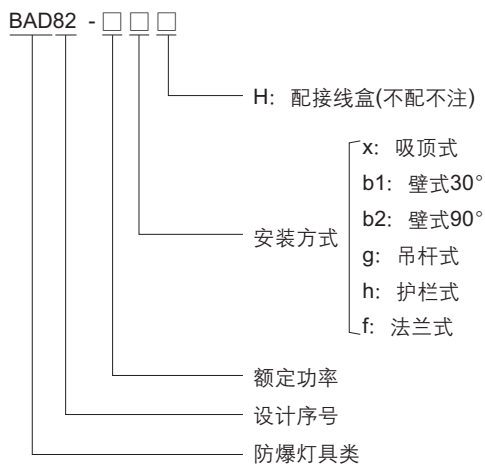 BAD82 - □ □ □
H: 配接线盒(不配不注)
安装方式
x: 吸顶式
b1: 壁式30°
b2: 壁式90°
g: 吊杆式
h: 护栏式
f: 法兰式
额定功率
设计序号
防爆灯具类